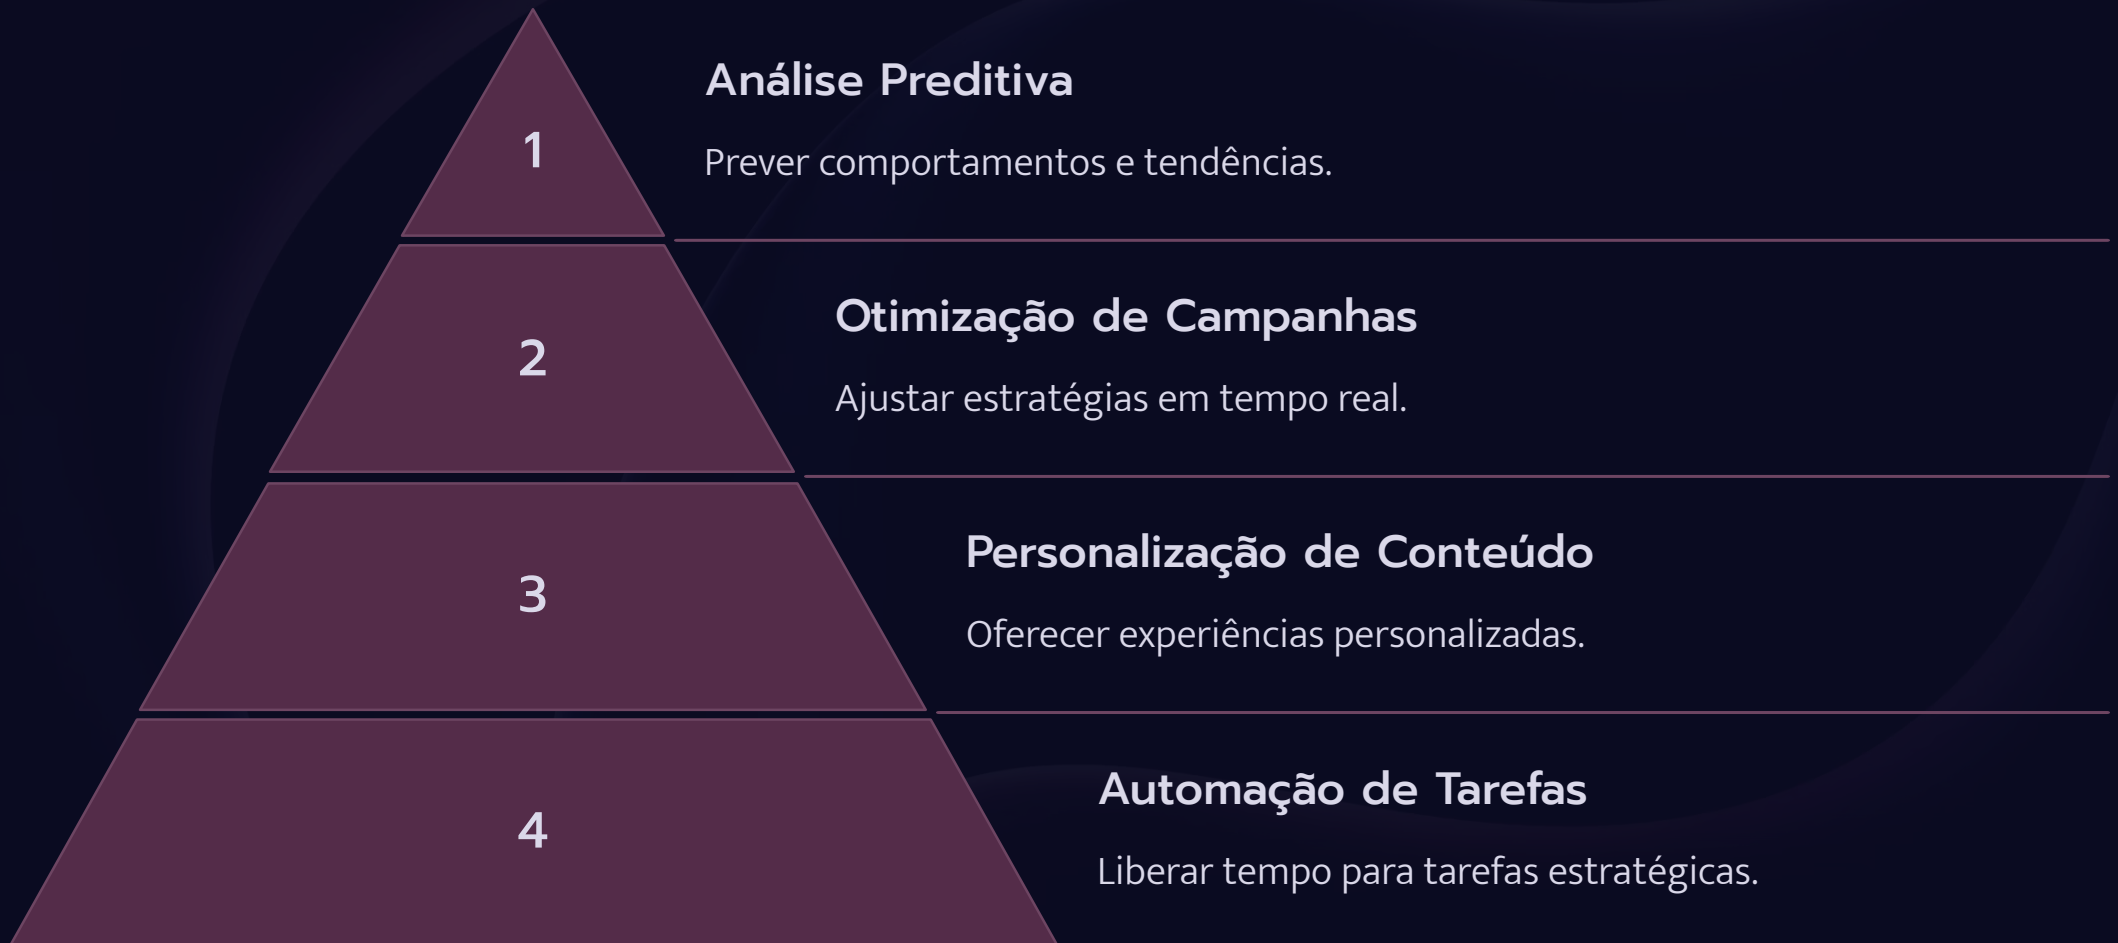 1
Análise Preditiva
Prever comportamentos e tendências.
2
Otimização de Campanhas
Ajustar estratégias em tempo real.
3
Personalização de Conteúdo
Oferecer experiências personalizadas.
4
Automação de Tarefas
Liberar tempo para tarefas estratégicas.